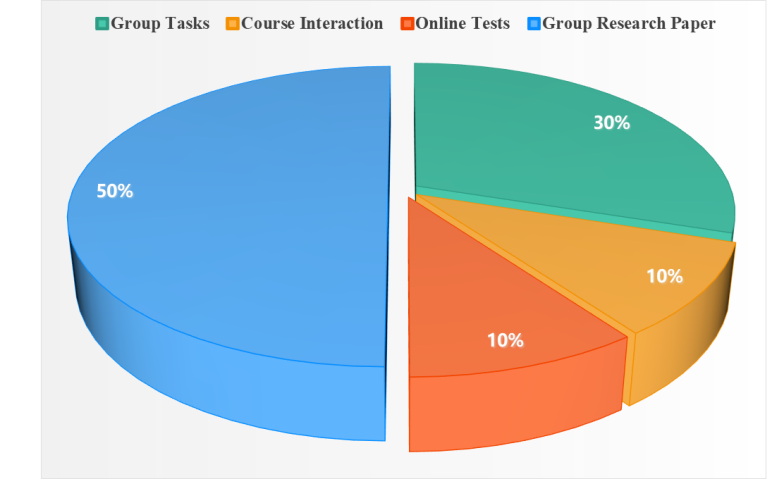 Group Tasks Course Interaction Online Tests Group Research Paper
30%
50%
10%
10%